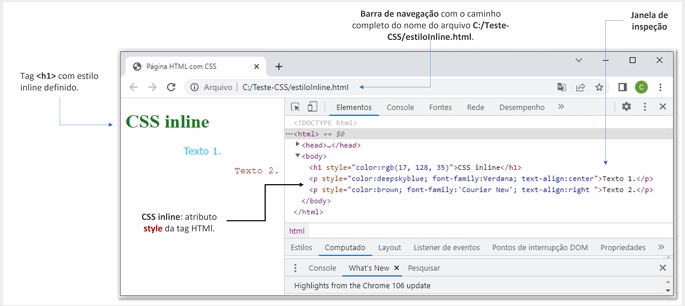 Barra de navegação com o caminho
completo do nome do arquivo C:/Teste-
CSS/estiloInline.html.
Janela de
inspeção
Tag <h1> com estilo
inline definido.
Página HTML com CSS
Arquivo | C:/Teste-CSS/estiloInline.html
CSS inline
Texto 1.
Texto 2.
CSS inline: atributo
style da tag HTMl.
Elementos Console Fontes Rede Desempenho »
<!DOCTYPE html>
···<html> == $0
<head>…</head>
<body>
<h1 style="color:rgb(17, 128, 35)">CSS inline</h1>
<p style="color:deepskyblue; font-family:Verdana; text-align:center">Texto 1.</p>
<p style="color:brown; font-family:'Courier New'; text-align:right ">Texto 2.</p>
</body>
</html>
html
Estilos Computado Layout Listener de eventos Pontos de interrupção DOM Propriedades »
Console What's New Pesquisar
Highlights from the Chrome 106 update